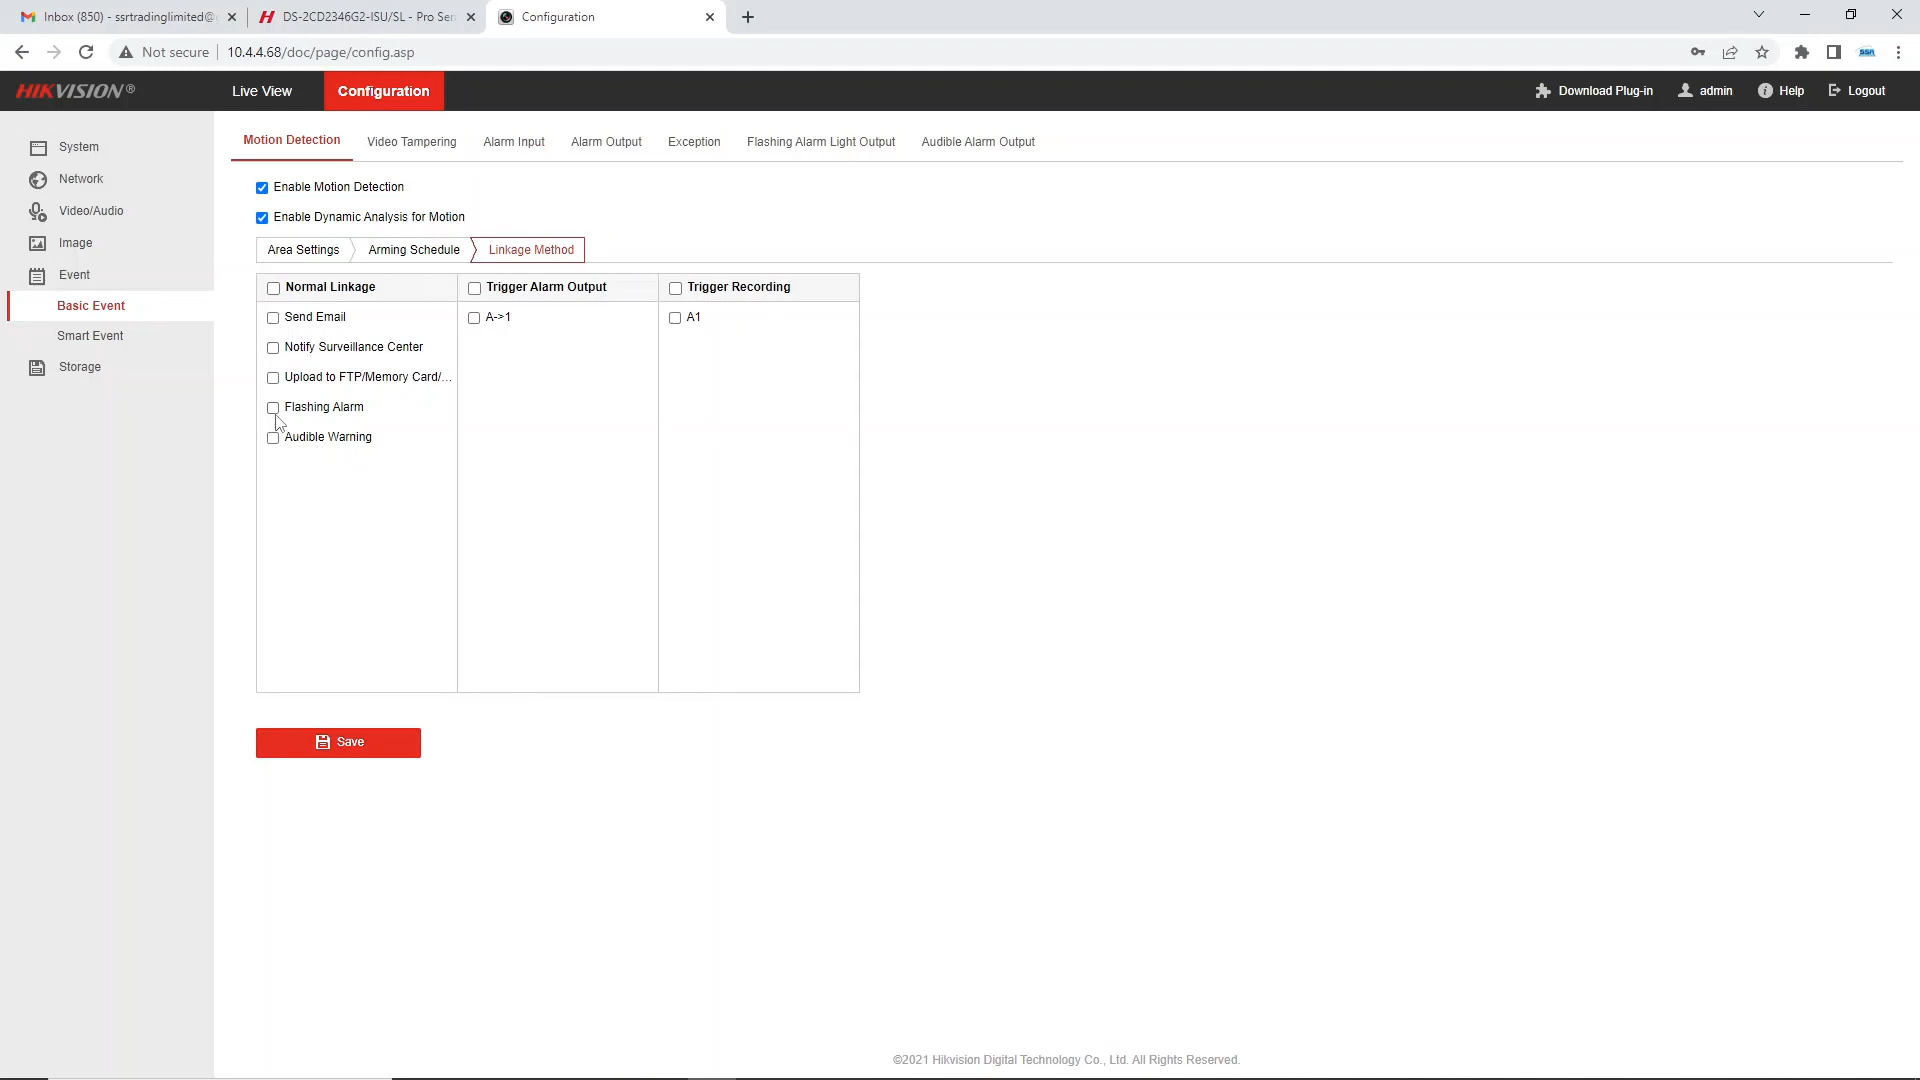 Inbox (850) - ssrtradinglimited@
DS-2CD2346G2-ISU/SL - Pro Seri
Configuration
Not secure
10.4.4.68/doc/page/config.asp
HIKVISION®
Live View
Configuration
Download Plug-in
admin
Help
Logout
System
Network
Video/Audio
Image
Event
Basic Event
Smart Event
Storage
Motion Detection
Video Tampering
Alarm Input
Alarm Output
Exception
Flashing Alarm Light Output
Audible Alarm Output
Enable Motion Detection
Enable Dynamic Analysis for Motion
Area Settings
Arming Schedule
Linkage Method
Normal Linkage
Trigger Alarm Output
Trigger Recording
Send Email
A->1
A1
Notify Surveillance Center
Upload to FTP/Memory Card/...
Flashing Alarm
Audible Warning
Save
©2021 Hikvision Digital Technology Co., Ltd. All Rights Reserved.